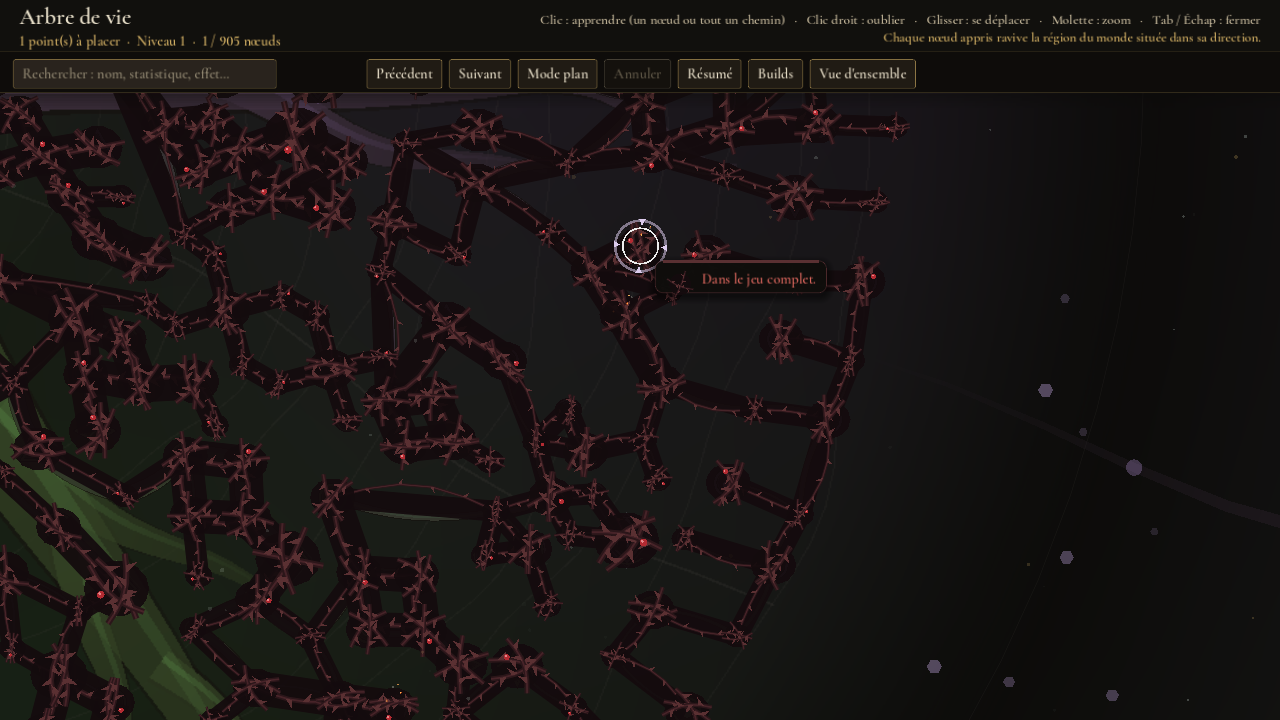 Arbre de vie
1 point(s) à placer · Niveau 1 · 1 / 905 nœuds
Clic : apprendre (un nœud ou tout un chemin) · Clic droit : oublier · Glisser : se déplacer · Molette : zoom · Tab / Échap : fermer
Chaque nœud appris ravive la région du monde située dans sa direction.
Rechercher : nom, statistique, effet...
Précédent
Suivant
Mode plan
Annuler
Résumé
Builds
Vue d'ensemble
Dans le jeu complet.